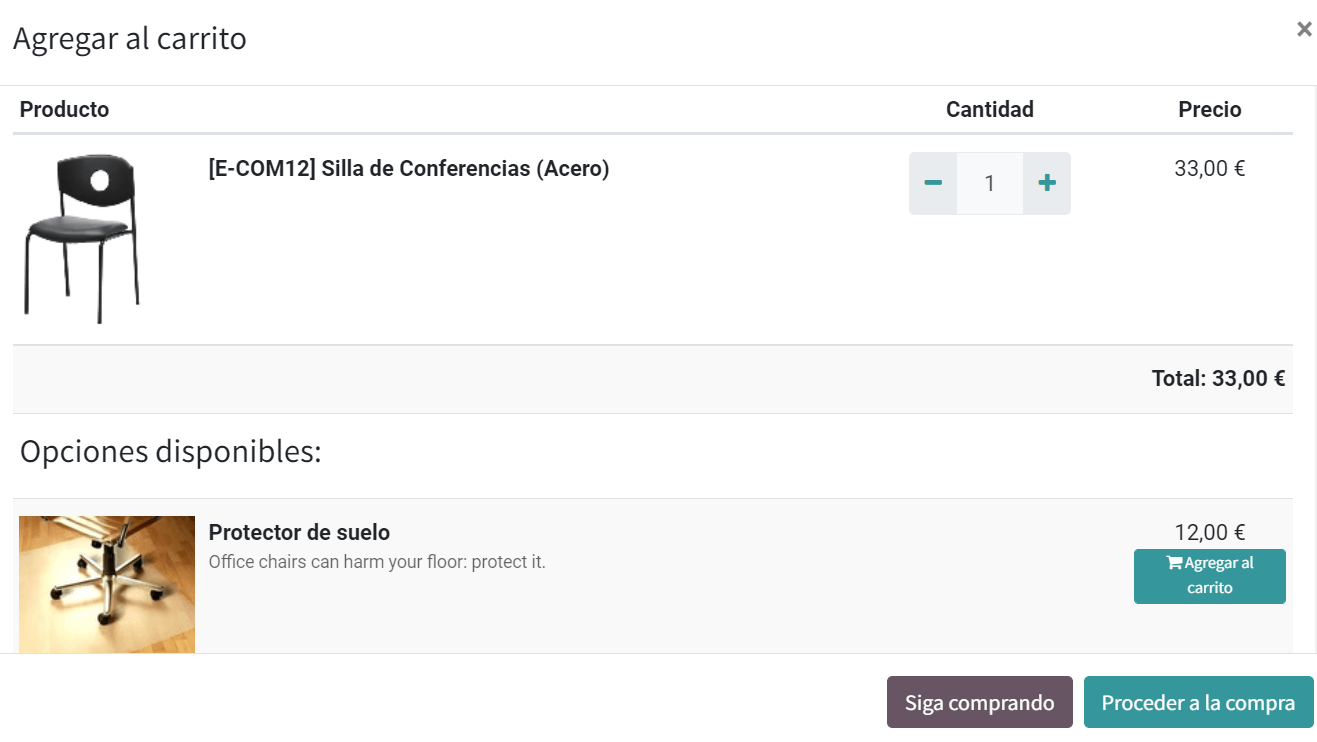 Agregar al carrito
×
Producto Cantidad Precio
[E-COM12] Silla de Conferencias (Acero) 1 33,00 €
Total: 33,00 €
Opciones disponibles:
Protector de suelo 12,00 €
Office chairs can harm your floor: protect it.
Agregar al
carrito
Siga comprando Proceder a la compra